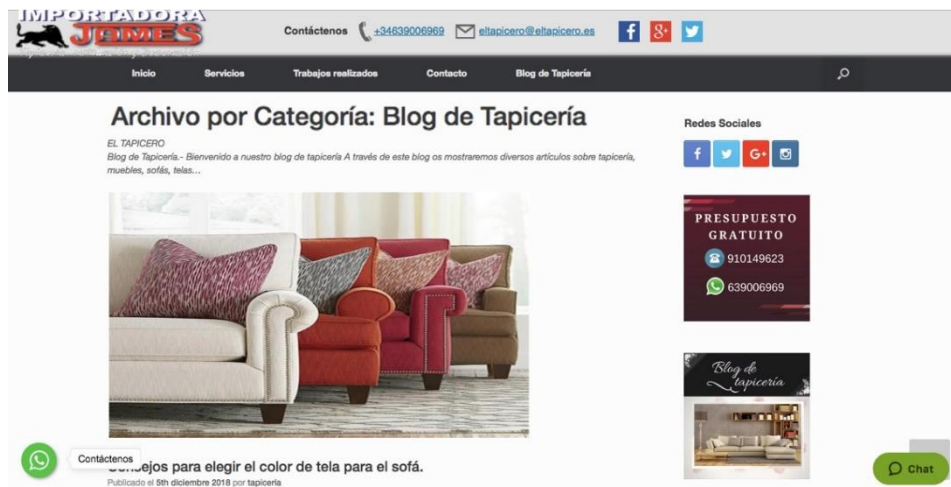 IMPORTADORA
JAMES
Contáctenos +34639006969 eltapicero@eltapicero.es
Inicio Servicios Trabajos realizados Contacto Blog de Tapicería
Archivo por Categoría: Blog de Tapicería
EL TAPICERO
Blog de Tapicería.- Bienvenido a nuestro blog de tapicería A través de este blog os mostraremos diversos artículos sobre tapicería,
muebles, sofás, telas…
Redes Sociales
PRESUPUESTO
GRATUITO
910149623
639006969
Blog de
tapicería
Contáctenos
Consejos para elegir el color de tela para el sofá.
Publicado el 5th diciembre 2018 por tapiceria
Chat